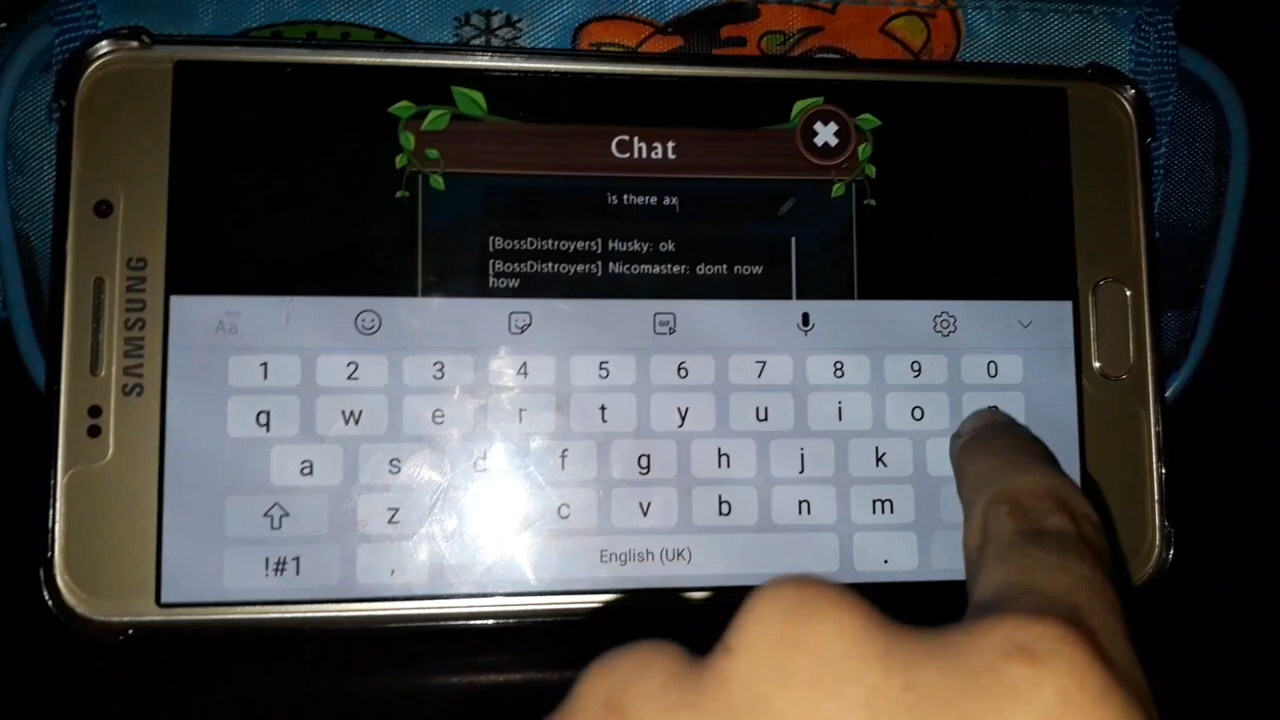 SAMSUNG
Chat
is there ax
[BossDistroyers] Husky: ok
[BossDistroyers] Nicomaster: dont now
how
Aa
GIF
1 2 3 4 5 6 7 8 9 0
q w e r t y u i o p
a s d f g h j k
z c v b n m
!#1 , English (UK) .